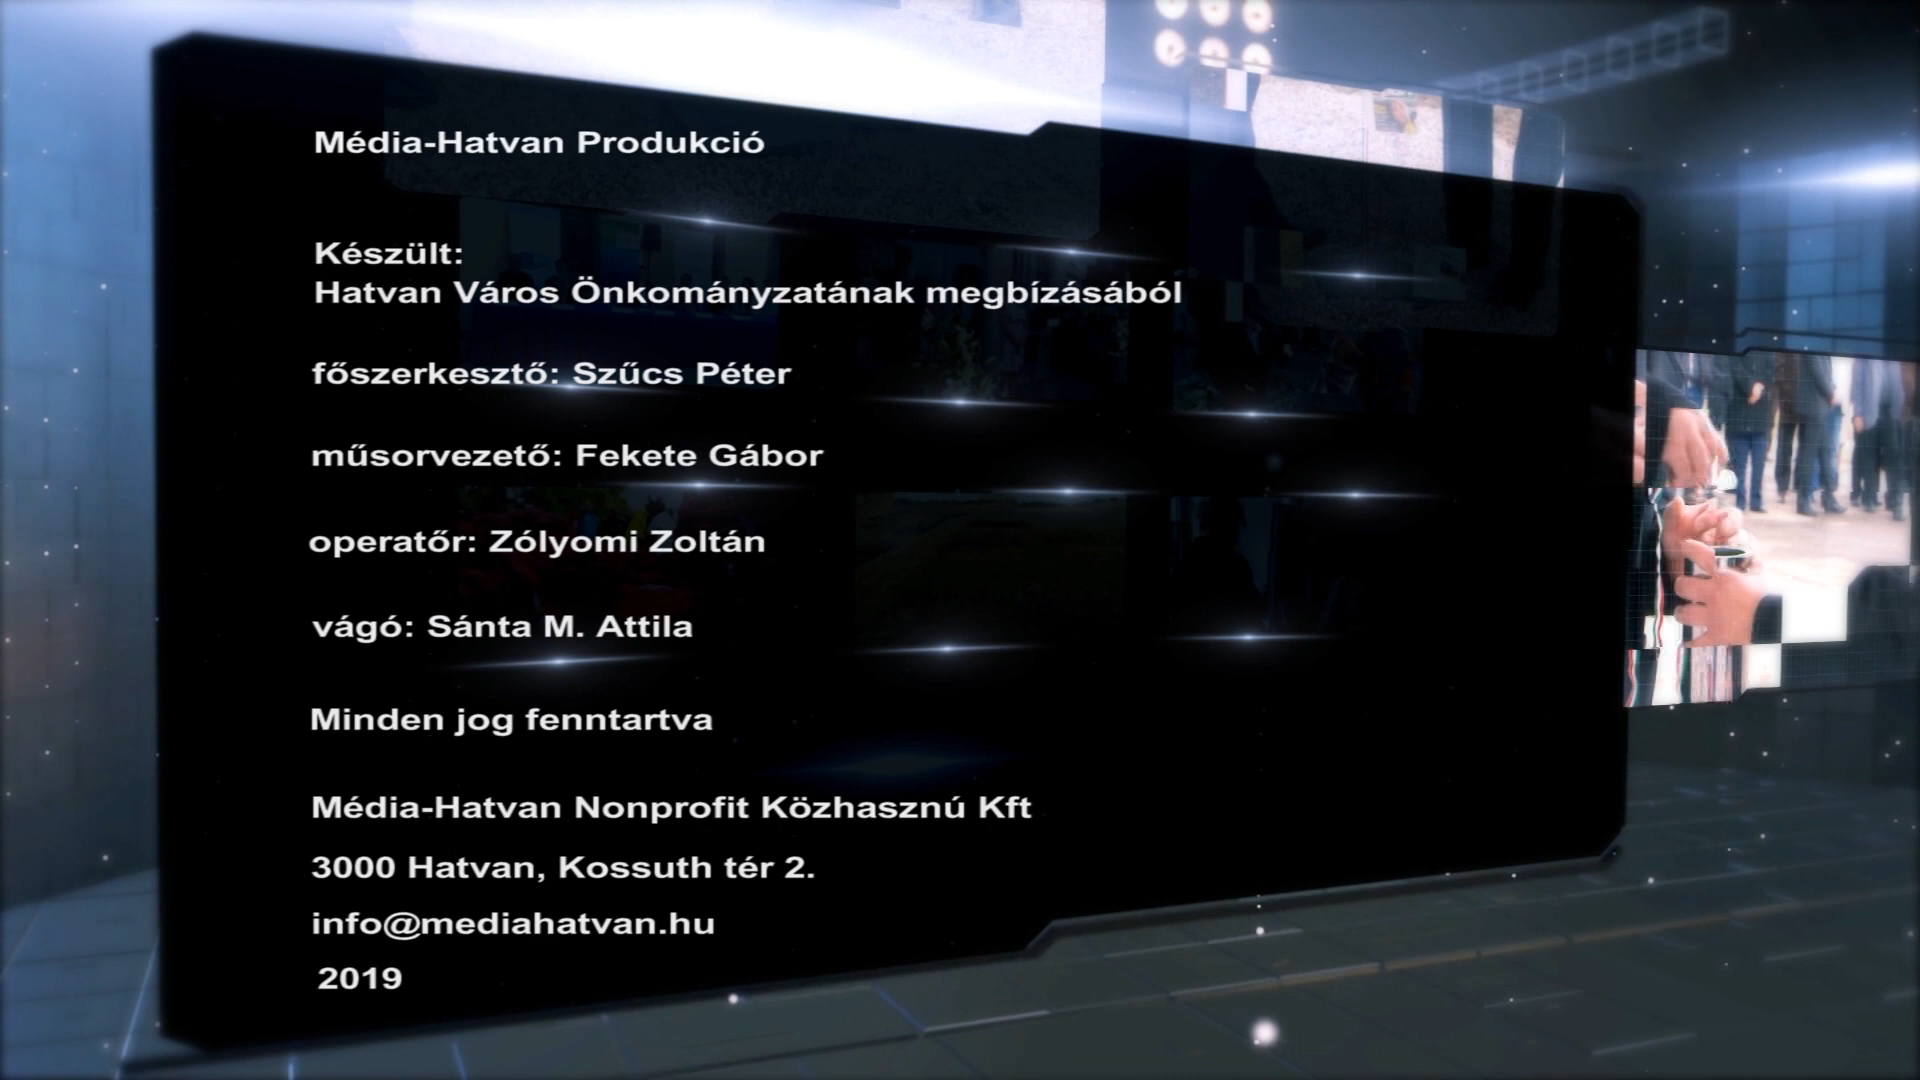 Média-Hatvan Produkció
Készült:
Hatvan Város Önkományzatának megbízásából
főszerkesztő: Szűcs Péter
műsorvezető: Fekete Gábor
operatőr: Zólyomi Zoltán
vágó: Sánta M. Attila
Minden jog fenntartva
Média-Hatvan Nonprofit Közhasznú Kft
3000 Hatvan, Kossuth tér 2.
info@mediahatvan.hu
2019